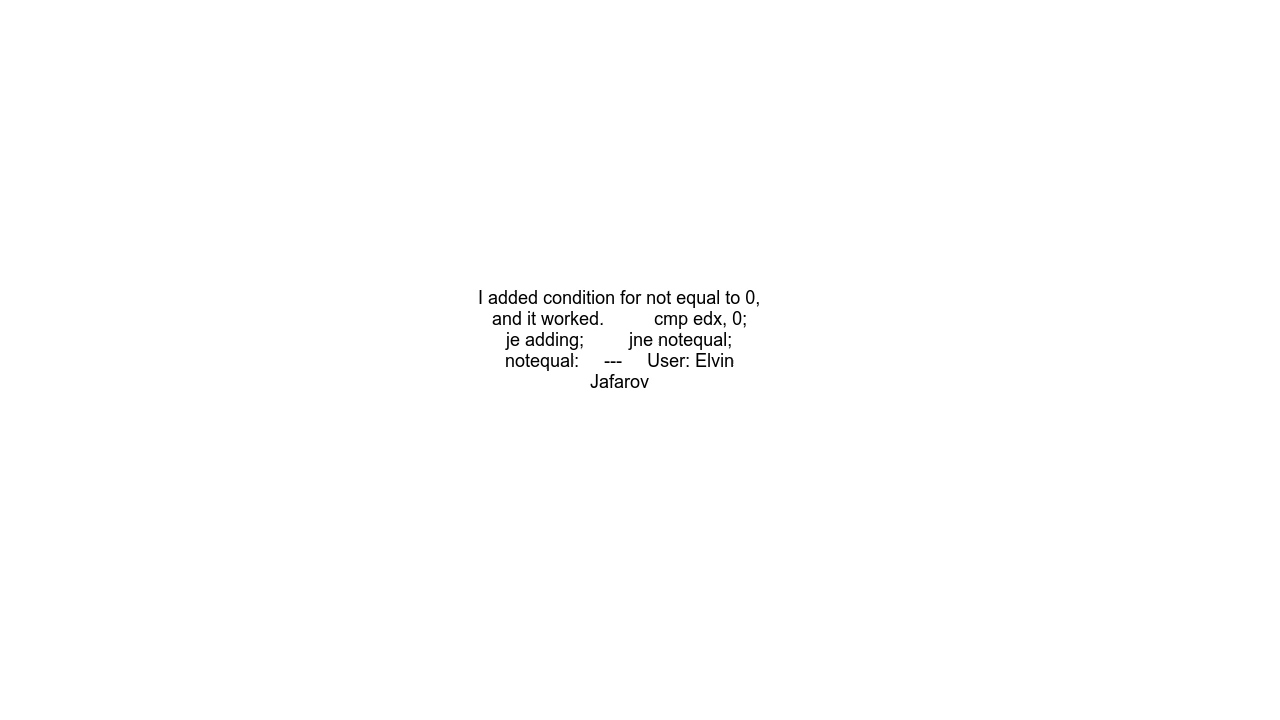 I added condition for not equal to 0,
and it worked.          cmp edx, 0;
je adding;         jne notequal;
notequal:     ---     User: Elvin
Jafarov